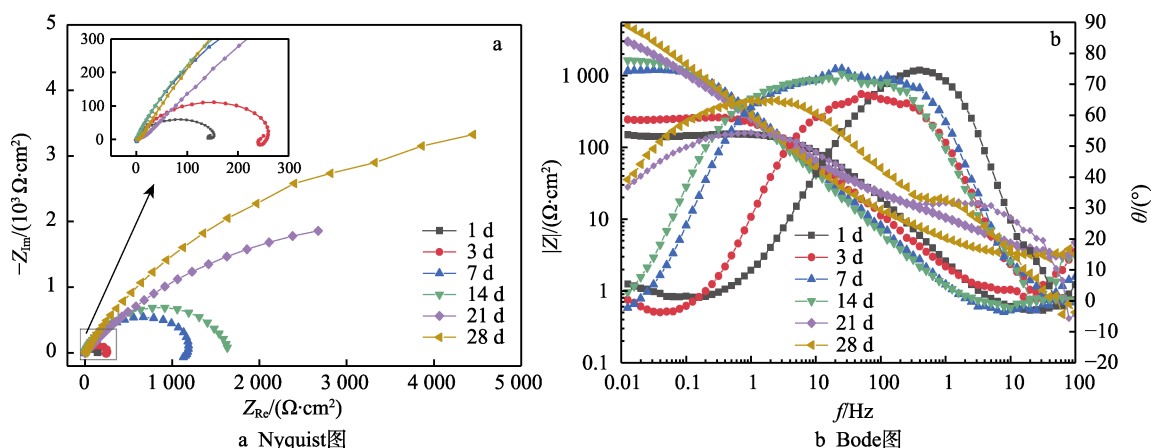 a
−Z_Im/(10³ Ω·cm²)
5
4
3
2
1
0
300
200
100
0
0 100 200 300
1 d
3 d
7 d
14 d
21 d
28 d
0 1 000 2 000 3 000 4 000 5 000
Z_Re/(Ω·cm²)
a Nyquist图
b
|Z|/(Ω·cm²)
1 000
100
10
1
0.1
90
80
70
60
50
40
30
20
10
0
−10
−20
θ/(°)
1 d
3 d
7 d
14 d
21 d
28 d
0.01 0.1 1 10 100 1 10 100
f/Hz
b Bode图